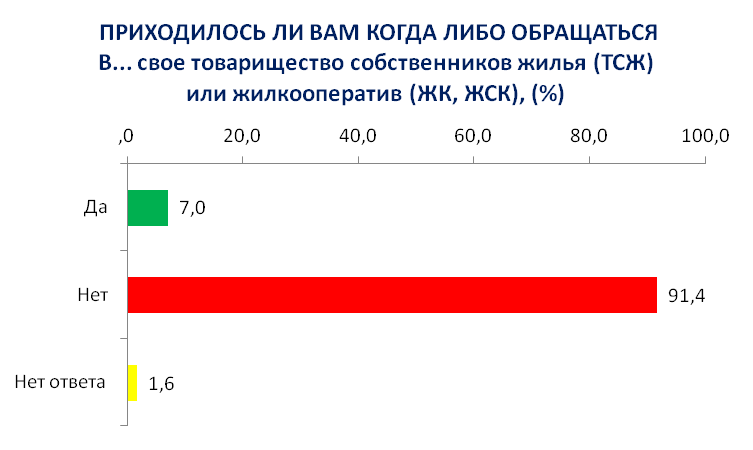 ПРИХОДИЛОСЬ ЛИ ВАМ КОГДА ЛИБО ОБРАЩАТЬСЯ
В... свое товарищество собственников жилья (ТСЖ)
или жилкооператив (ЖК, ЖСК), (%)
,0 20,0 40,0 60,0 80,0 100,0
Да 7,0
Нет 91,4
Нет ответа 1,6